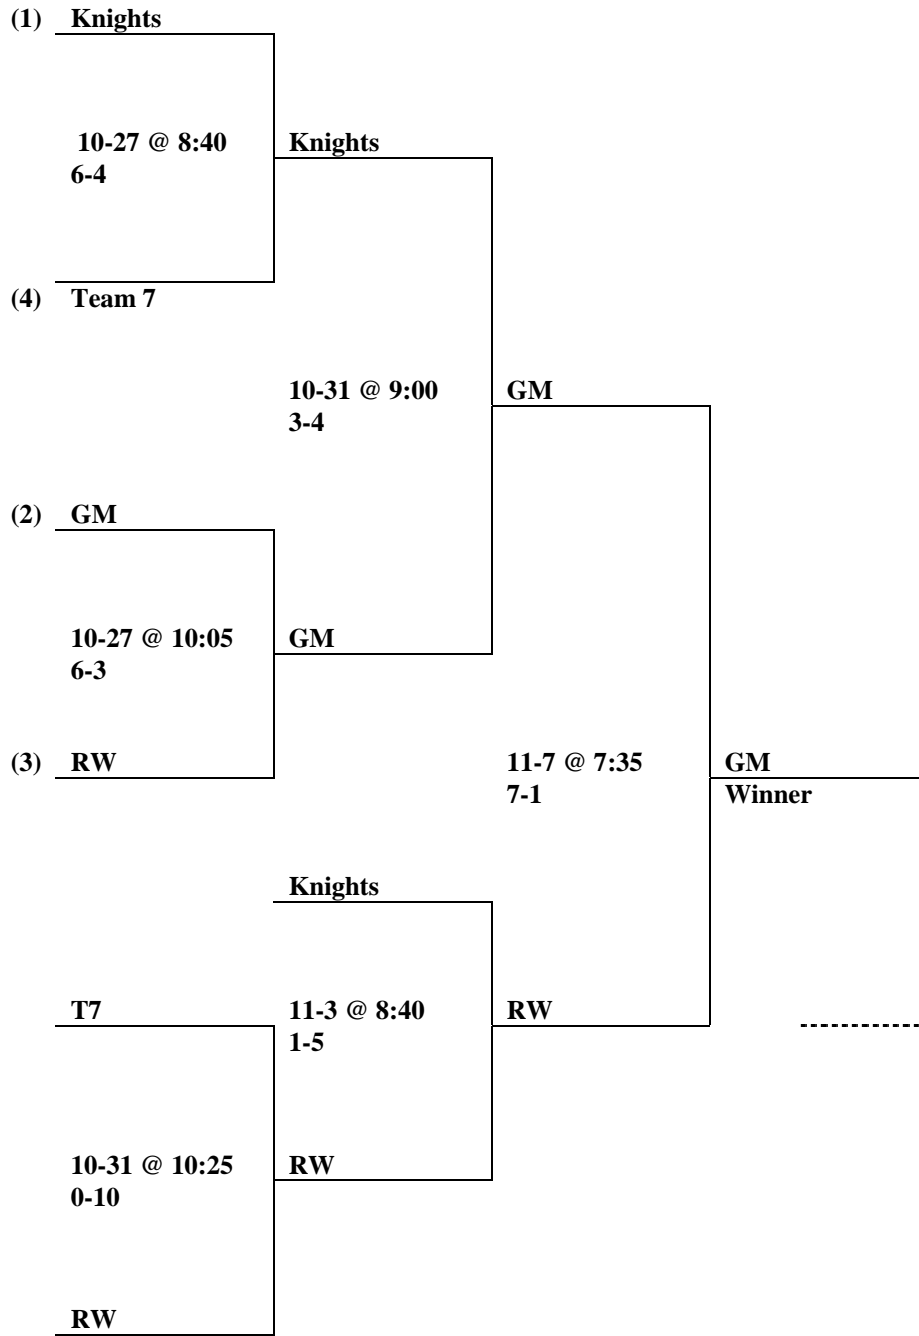 (1) Knights
10-27 @ 8:40
6-4
Knights
(4) Team 7
10-31 @ 9:00
3-4
GM
(2) GM
10-27 @ 10:05
6-3
GM
(3) RW
11-7 @ 7:35
7-1
GM
Winner
Knights
T7
11-3 @ 8:40
1-5
RW
10-31 @ 10:25
0-10
RW
RW